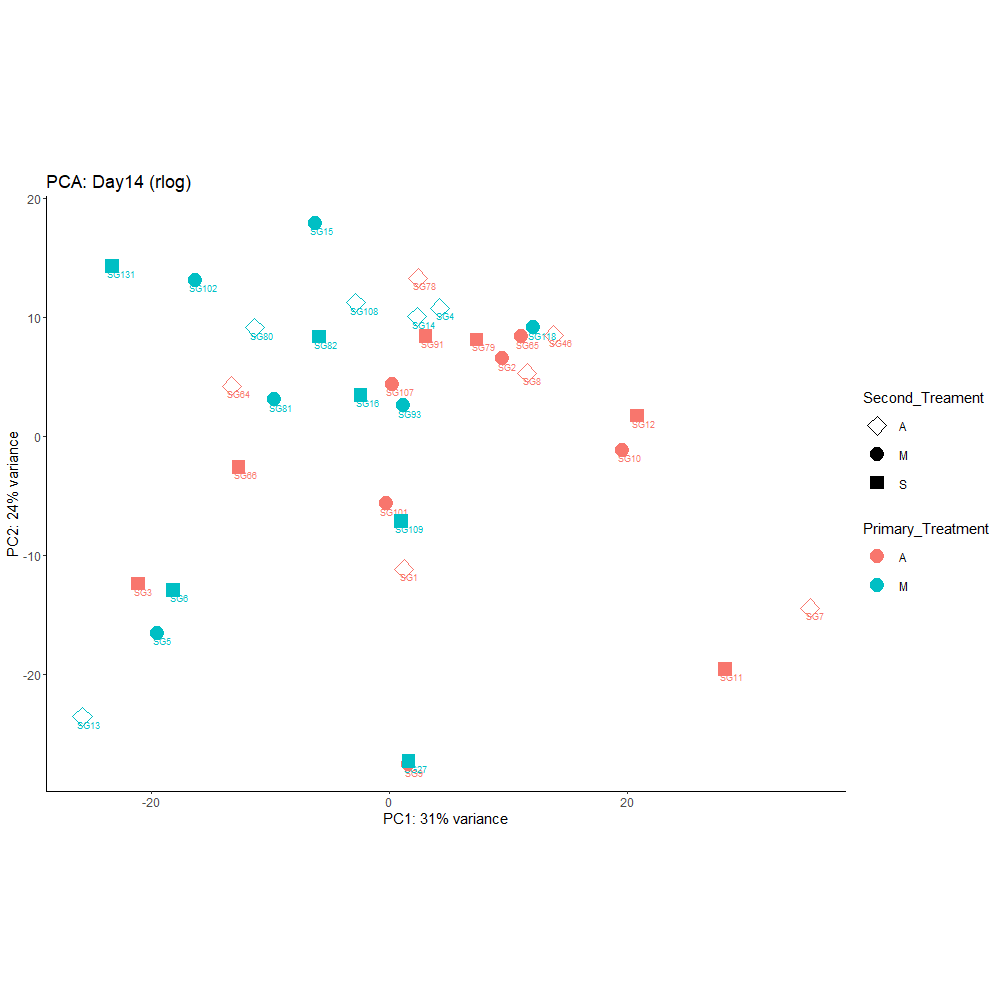 PCA: Day14 (rlog)
20
10
0
-10
-20
PC2: 24% variance
-20
0
20
PC1: 31% variance
SG15
SG131
SG102
SG78
SG108
SG4
SG14
SG80
SG82
SG91
SG79
SG65
SG118
SG46
SG2
SG8
SG64
SG107
SG81
SG16
SG93
SG12
SG10
SG66
SG101
SG109
SG1
SG3
SG6
SG5
SG7
SG11
SG13
Second_Treament
A
M
S
Primary_Treatment
A
M